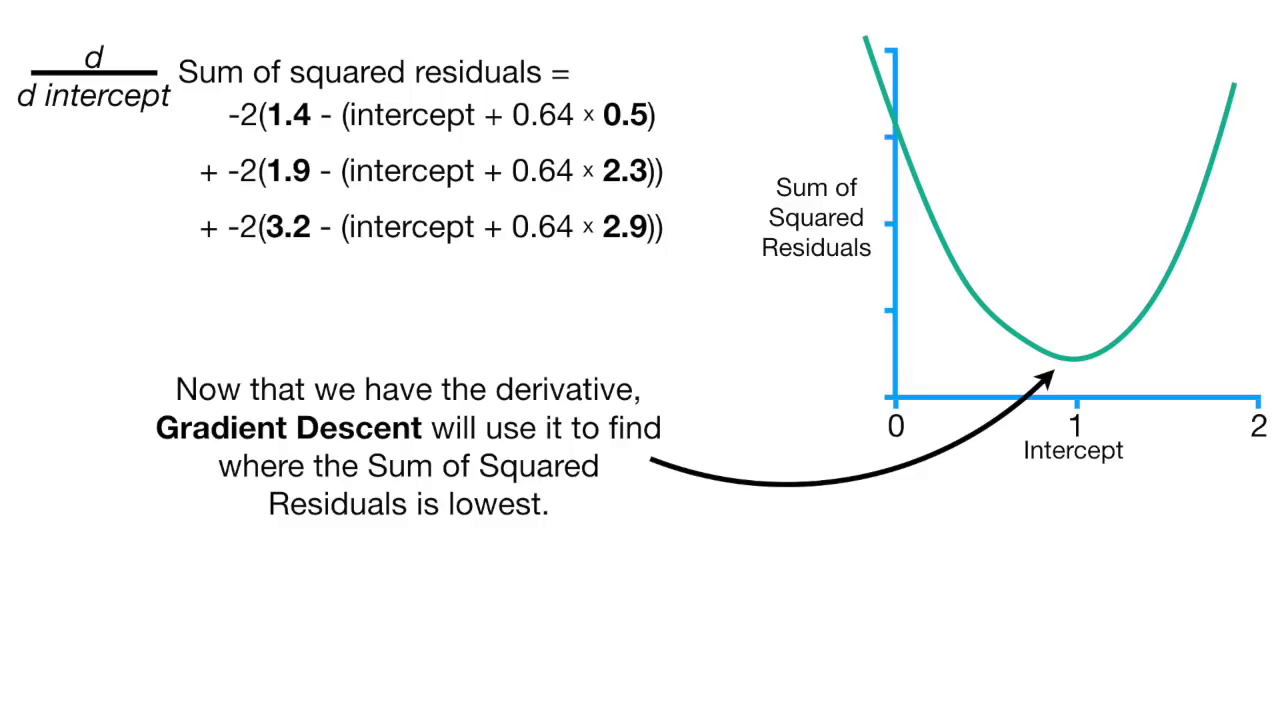 d
d intercept
Sum of squared residuals =
-2(1.4 - (intercept + 0.64 × 0.5)
+ -2(1.9 - (intercept + 0.64 × 2.3))
+ -2(3.2 - (intercept + 0.64 × 2.9))
Now that we have the derivative,
Gradient Descent will use it to find
where the Sum of Squared
Residuals is lowest.
Sum of
Squared
Residuals
0 1 2
Intercept